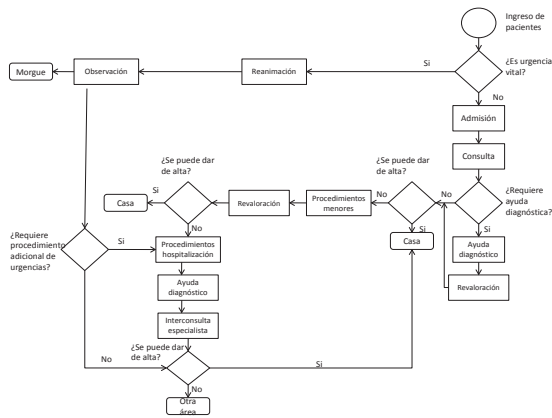 Ingreso de
pacientes
¿Es urgencia
vital?
Si
No
Morgue
Observación
Reanimación
Admisión
Consulta
¿Requiere
ayuda
diagnóstica?
No
Si
Ayuda
diagnóstico
Revaloración
¿Se puede dar
de alta?
No
Si
Casa
Procedimientos
menores
Revaloración
¿Se puede dar
de alta?
Si
Casa
No
¿Requiere
procedimiento
adicional de
urgencias?
Si
Procedimientos
hospitalización
Ayuda
diagnóstico
Interconsulta
especialista
¿Se puede dar
de alta?
No
Si
No
Otra
área